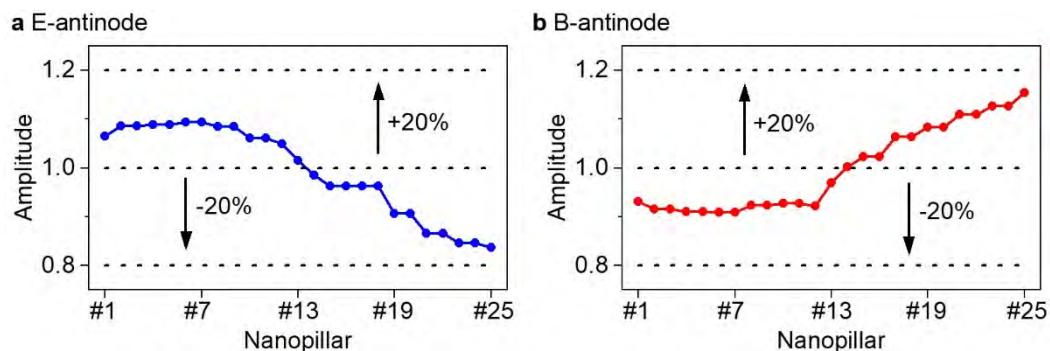 a E-antinode
1.2
1.0
0.8
Amplitude
+20%
-20%
#1 #7 #13 #19 #25
Nanopillar
b B-antinode
1.2
1.0
0.8
Amplitude
+20%
-20%
#1 #7 #13 #19 #25
Nanopillar